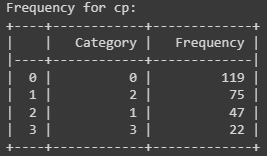 Frequency for cp:
+----+------------+-------------+
|    |   Category |   Frequency |
|----+------------+-------------|
|  0 |          0 |         119 |
|  1 |          2 |          75 |
|  2 |          1 |          47 |
|  3 |          3 |          22 |
+----+------------+-------------+